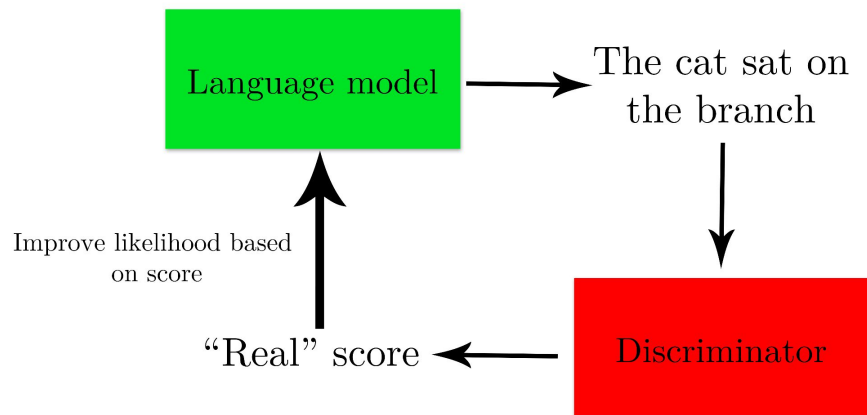 Language model
The cat sat on
the branch
Improve likelihood based
on score
“Real” score
Discriminator